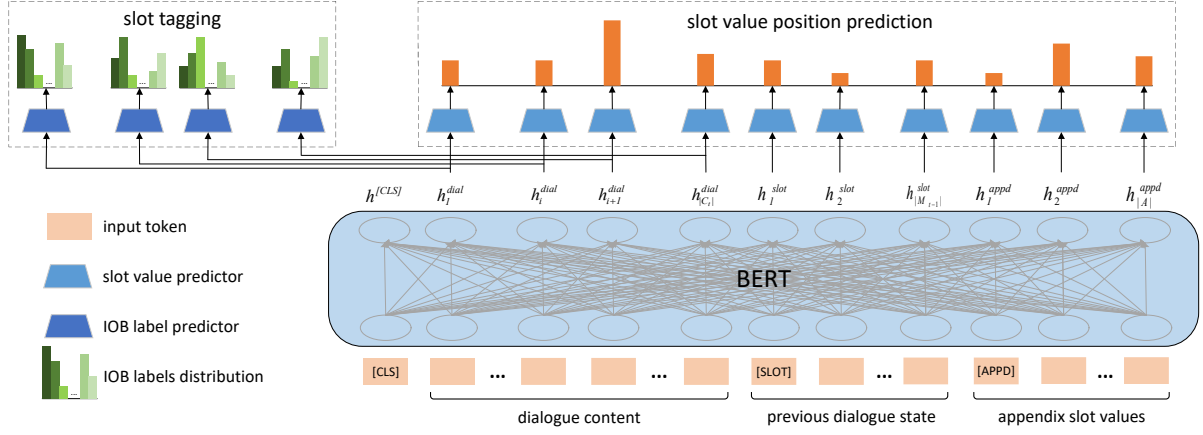 slot tagging
slot value position prediction
... ... ... ...
h^{[CLS]} h_1^{dial} h_i^{dial} h_{i+1}^{dial} h_{|C_t|}^{dial} h_1^{slot} h_2^{slot} h_{|M_{t-1}|}^{slot} h_1^{appd} h_2^{appd} h_{|A|}^{appd}
input token
slot value predictor
IOB label predictor
...
IOB labels distribution
BERT
[CLS] ... ... [SLOT] ... [APPD] ...
dialogue content
previous dialogue state
appendix slot values